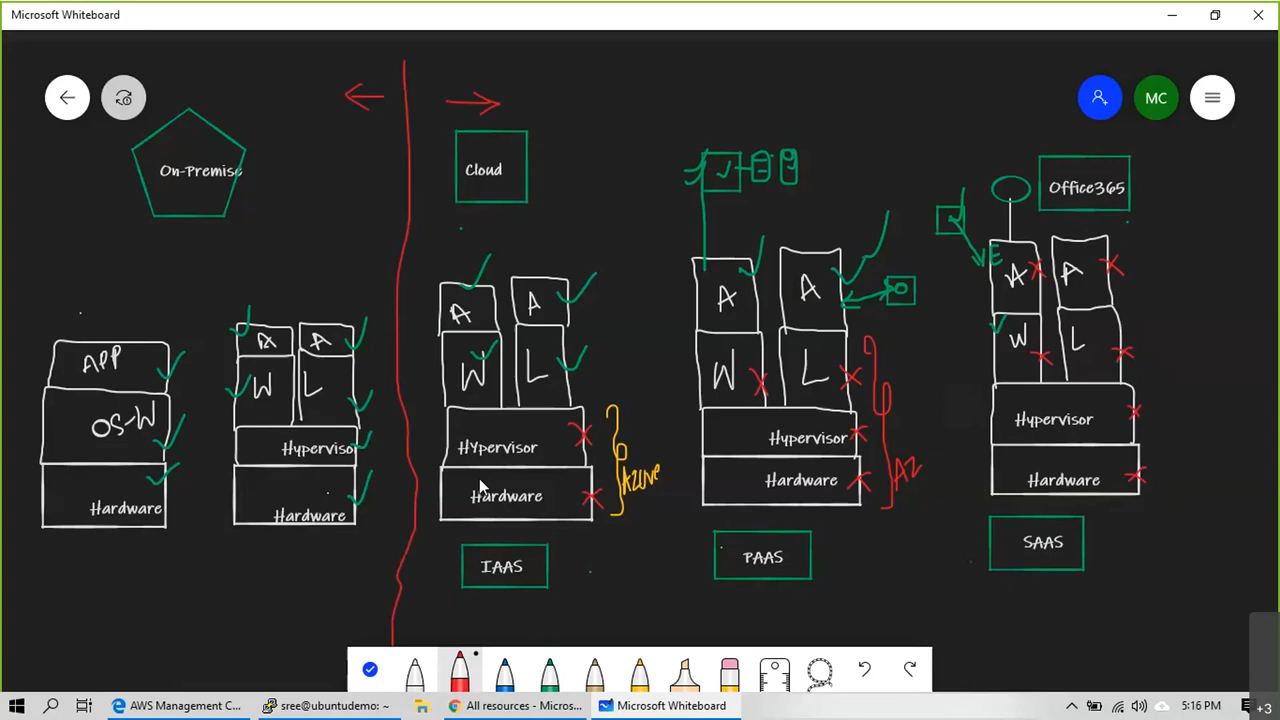 Microsoft Whiteboard
MC
On-Premise
Cloud
Office365
APP
OS-W
Hardware
A
A
W
L
Hypervisor
Hardware
A
A
W
L
Hypervisor
Hardware
Azure
IAAS
A
A
W
L
Hypervisor
Hardware
AZ
PAAS
E
A
A
W
L
Hypervisor
Hardware
SAAS
AWS Management C...
sree@ubuntudemo: ~
All resources - Micros...
Microsoft Whiteboard
5:16 PM
+3